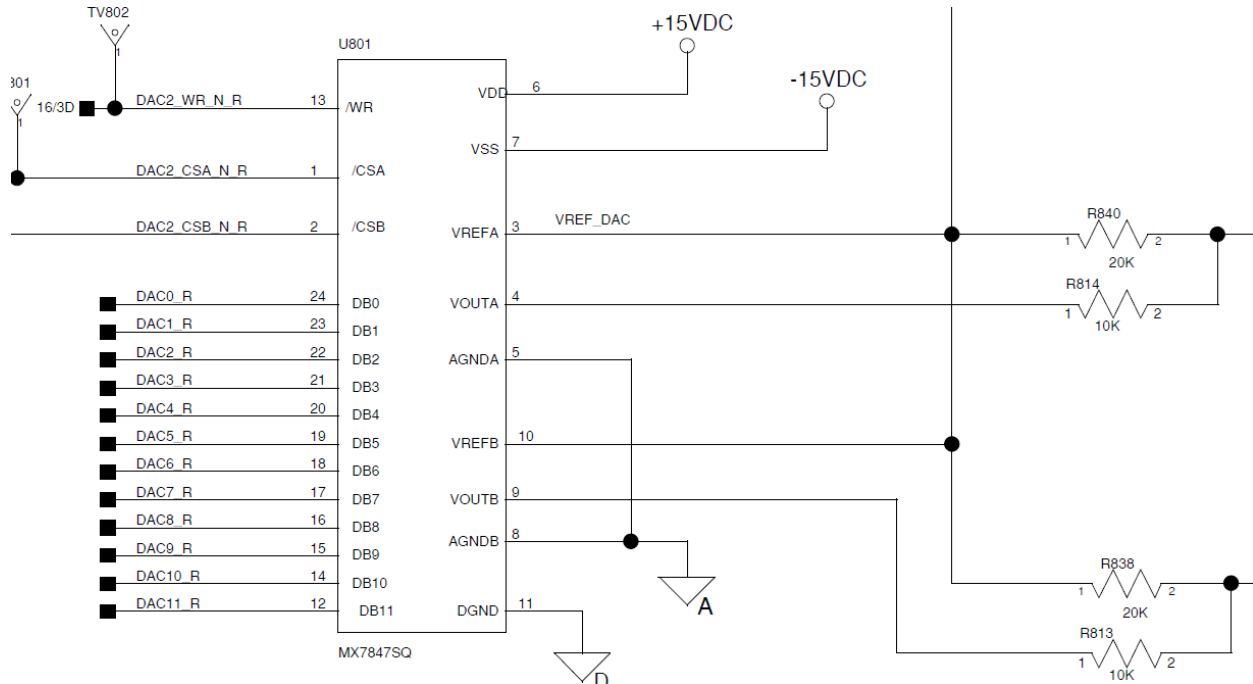 TV802
1
U801
+15VDC
-15VDC
1
16/3D
DAC2_WR_N_R 13 /WR
DAC2_CSA_N_R 1 /CSA
DAC2_CSB_N_R 2 /CSB
DAC0_R 24 DB0
DAC1_R 23 DB1
DAC2_R 22 DB2
DAC3_R 21 DB3
DAC4_R 20 DB4
DAC5_R 19 DB5
DAC6_R 18 DB6
DAC7_R 17 DB7
DAC8_R 16 DB8
DAC9_R 15 DB9
DAC10_R 14 DB10
DAC11_R 12 DB11
VDD 6
VSS 7
VREFA 3 VREF_DAC
VOUTA 4
AGNDA 5
VREFB 10
VOUTB 9
AGNDB 8
DGND 11
MX7847SQ
A
D
R840
1 2
20K
R814
1 2
10K
R838
1 2
20K
R813
1 2
10K